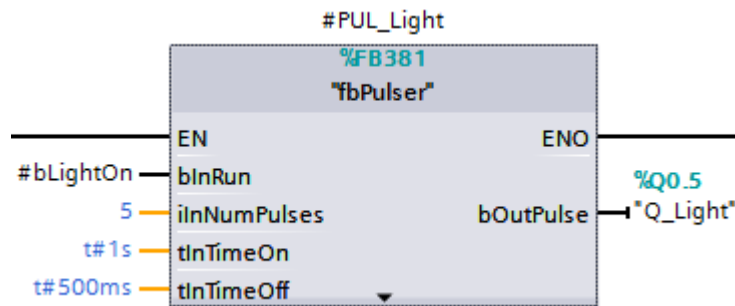 #PUL_Light
%FB381
"fbPulser"
EN ENO
#bLightOn bInRun %Q0.5
5 iInNumPulses bOutPulse "Q_Light"
t#1s tInTimeOn
t#500ms tInTimeOff